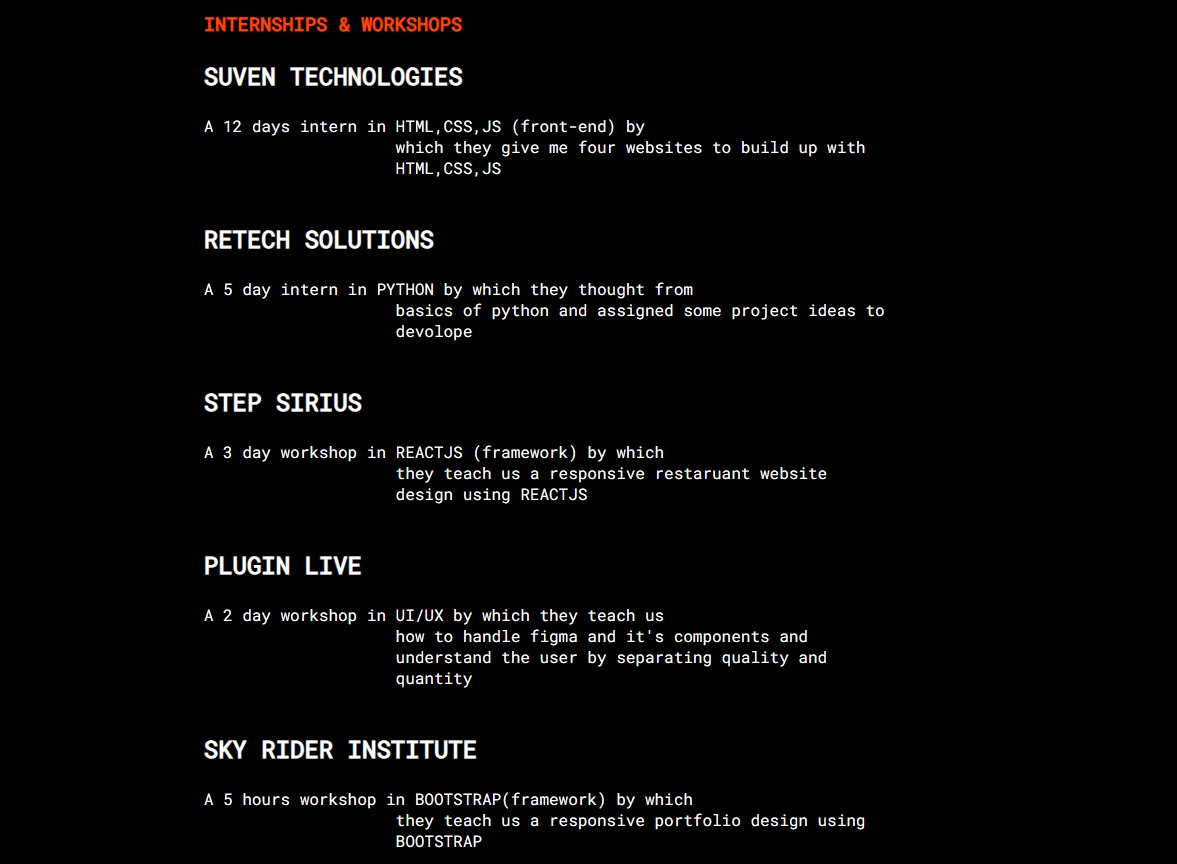 INTERNSHIPS & WORKSHOPS
SUVEN TECHNOLOGIES
A 12 days intern in HTML,CSS,JS (front-end) by
which they give me four websites to build up with
HTML,CSS,JS
RETECH SOLUTIONS
A 5 day intern in PYTHON by which they thought from
basics of python and assigned some project ideas to
devolope
STEP SIRIUS
A 3 day workshop in REACTJS (framework) by which
they teach us a responsive restaruant website
design using REACTJS
PLUGIN LIVE
A 2 day workshop in UI/UX by which they teach us
how to handle figma and it's components and
understand the user by separating quality and
quantity
SKY RIDER INSTITUTE
A 5 hours workshop in BOOTSTRAP(framework) by which
they teach us a responsive portfolio design using
BOOTSTRAP